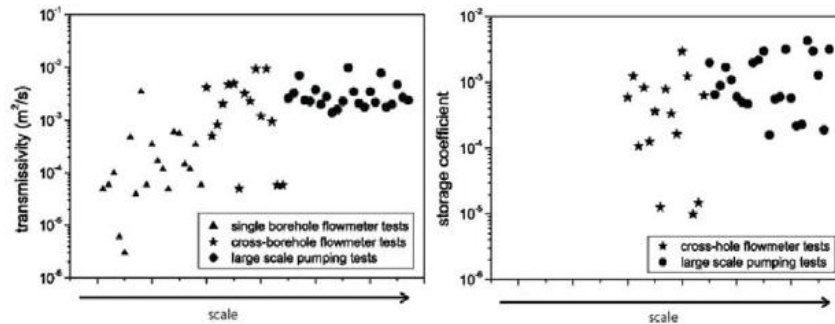 transmissivity (m²/s)
10⁻¹
10⁻²
10⁻³
10⁻⁴
10⁻⁵
10⁻⁶
single borehole flowmeter tests
cross-borehole flowmeter tests
large scale pumping tests
scale
storage coefficient
10⁻²
10⁻³
10⁻⁴
10⁻⁵
10⁻⁶
cross-hole flowmeter tests
large scale pumping tests
scale